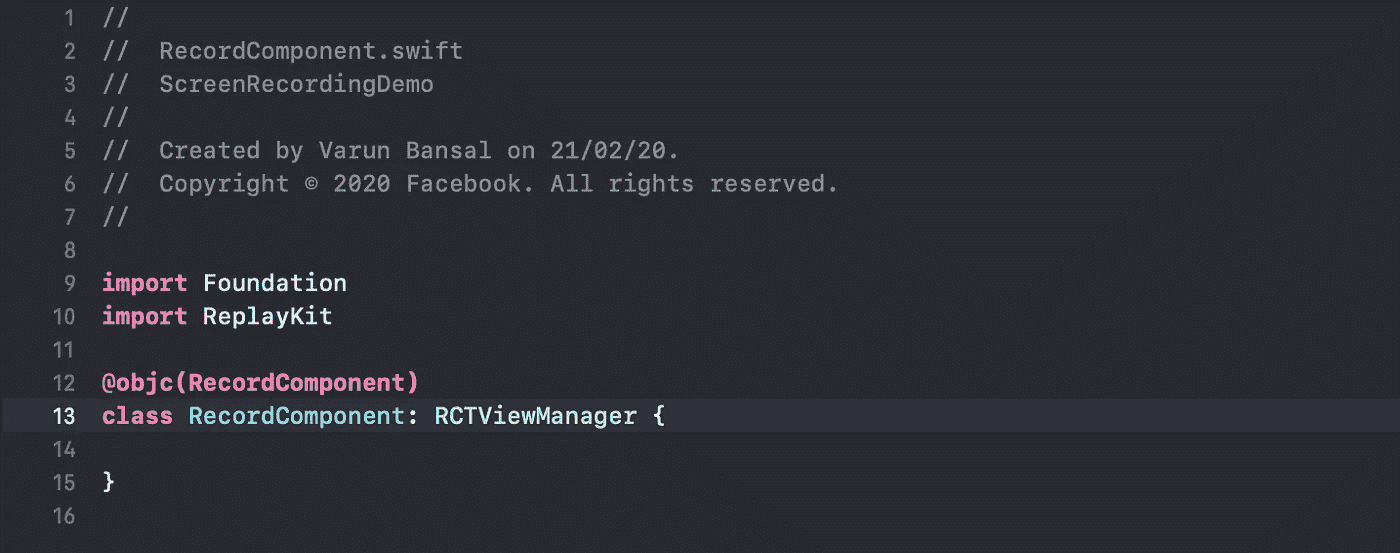 1 //
2 //  RecordComponent.swift
3 //  ScreenRecordingDemo
4 //
5 //  Created by Varun Bansal on 21/02/20.
6 //  Copyright © 2020 Facebook. All rights reserved.
7 //
8
9 import Foundation
10 import ReplayKit
11
12 @objc(RecordComponent)
13 class RecordComponent: RCTViewManager {
14
15 }
16